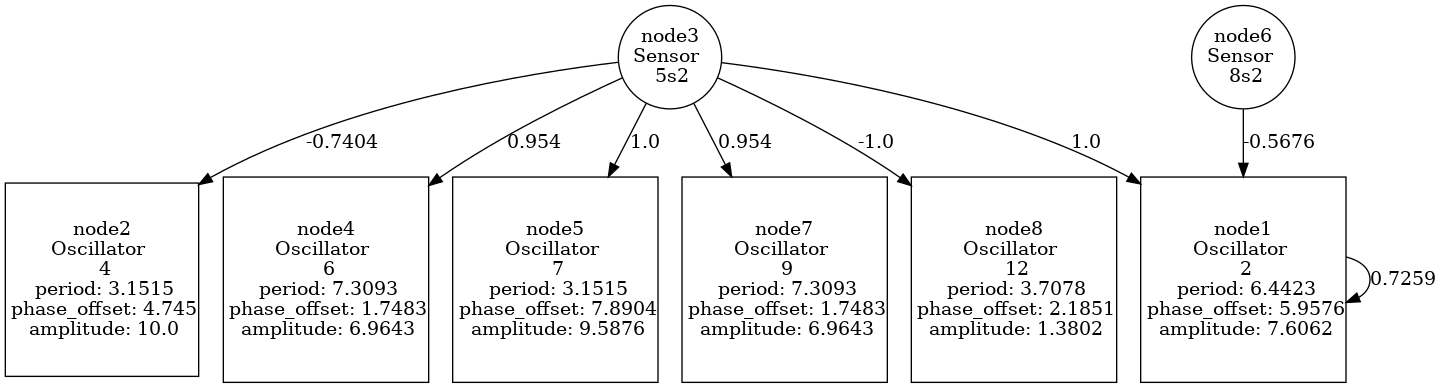 node3
Sensor
5s2
node6
Sensor
8s2
-0.7404
0.954
1.0
0.954
-1.0
1.0
-0.5676
node2
Oscillator
4
period: 3.1515
phase_offset: 4.745
amplitude: 10.0
node4
Oscillator
6
period: 7.3093
phase_offset: 1.7483
amplitude: 6.9643
node5
Oscillator
7
period: 3.1515
phase_offset: 7.8904
amplitude: 9.5876
node7
Oscillator
9
period: 7.3093
phase_offset: 1.7483
amplitude: 6.9643
node8
Oscillator
12
period: 3.7078
phase_offset: 2.1851
amplitude: 1.3802
node1
Oscillator
2
period: 6.4423
phase_offset: 5.9576
amplitude: 7.6062
0.7259